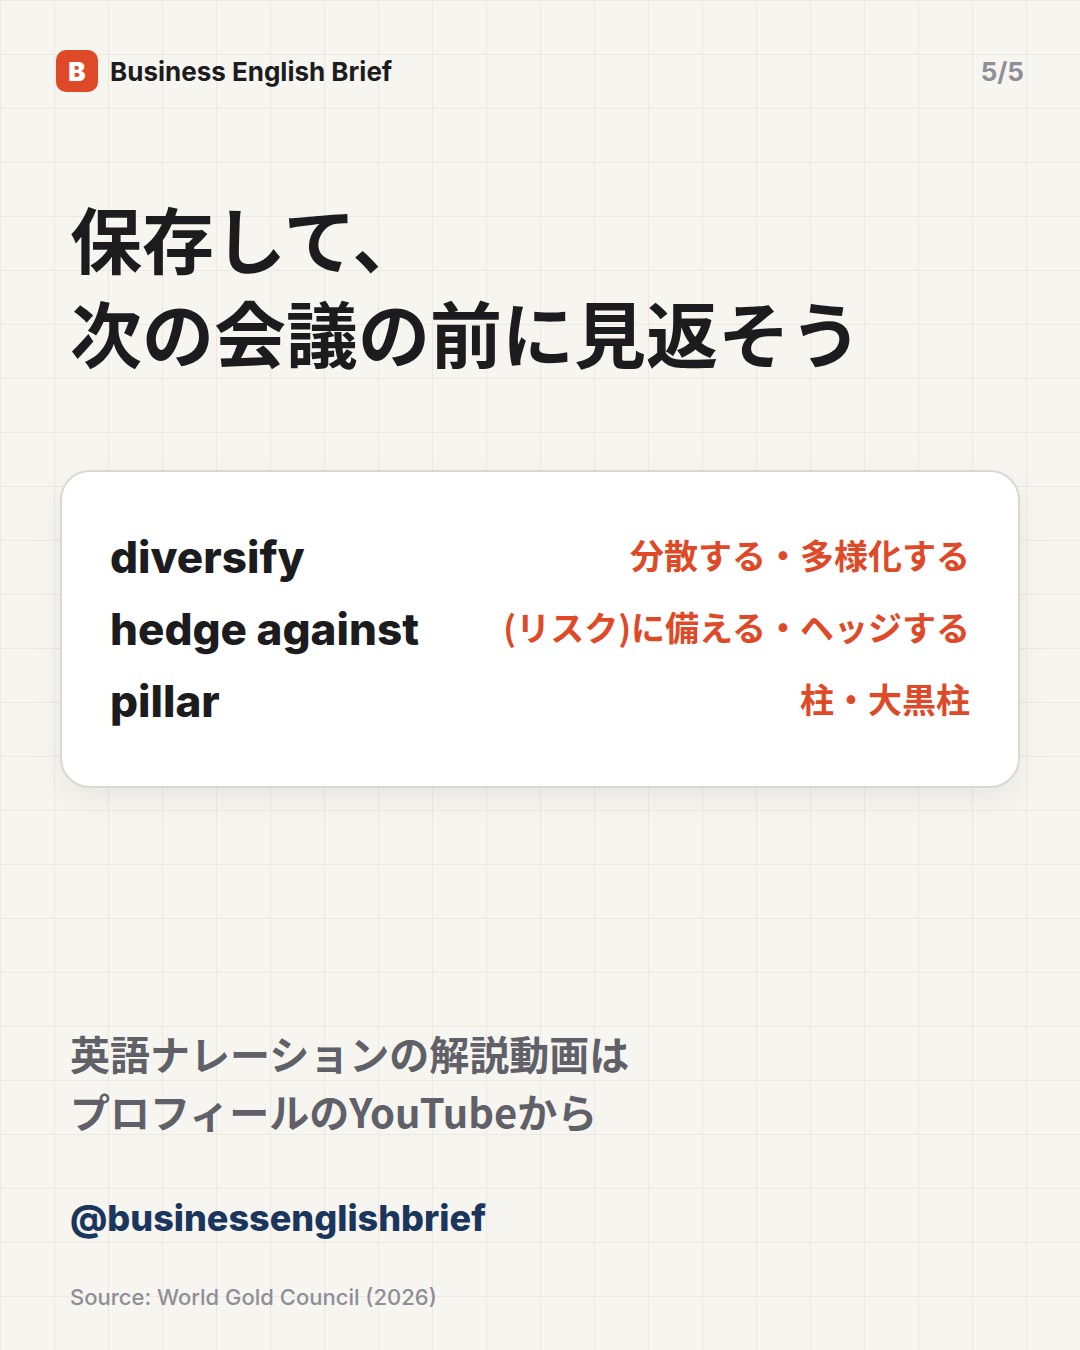 B Business English Brief
5/5
保存して、
次の会議の前に見返そう
diversify 分散する・多様化する
hedge against (リスク)に備える・ヘッジする
pillar 柱・大黒柱
英語ナレーションの解説動画は
プロフィールのYouTubeから
@businessenglishbrief
Source: World Gold Council (2026)